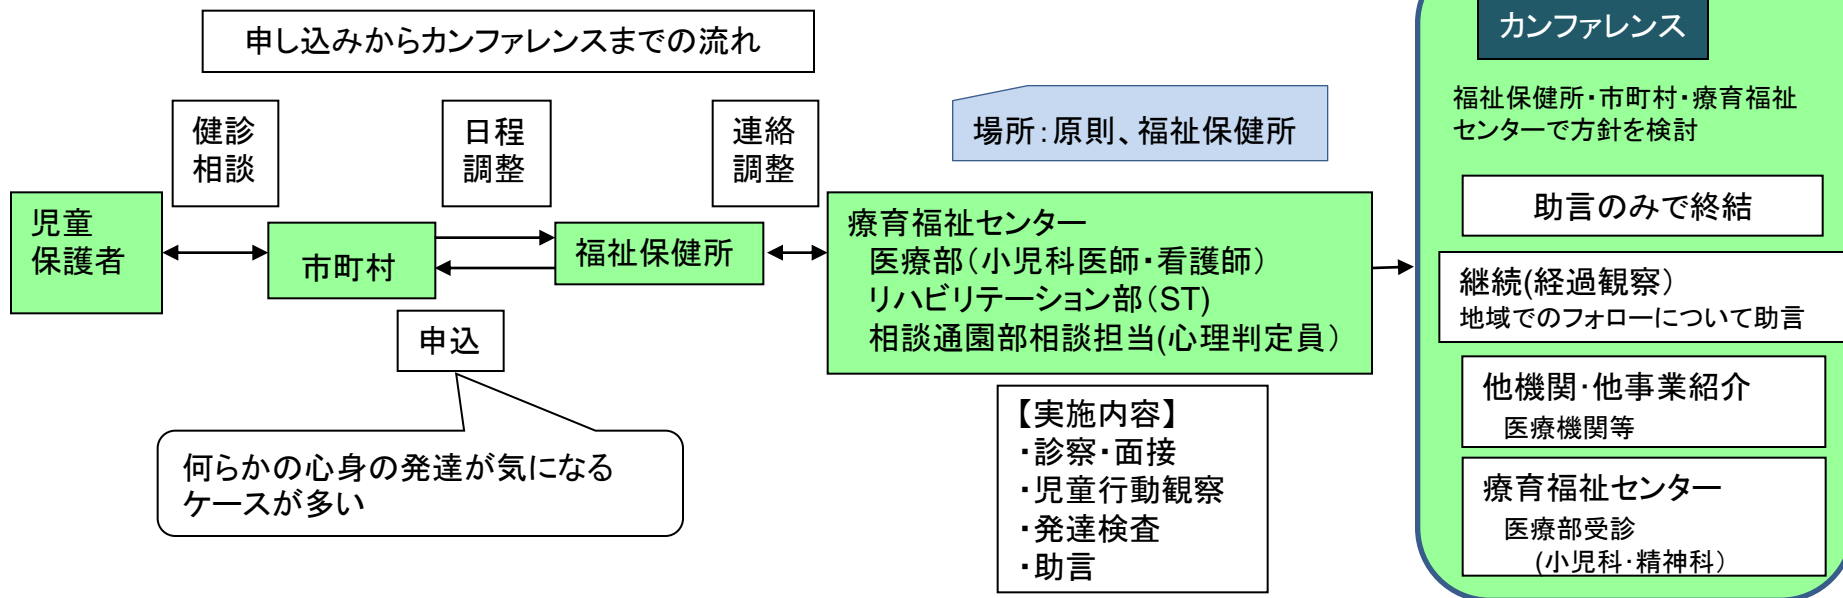 申し込みからカンファレンスまでの流れ
健診
相談
日程
調整
連絡
調整
場所：原則、福祉保健所
児童
保護者
市町村
福祉保健所
療育福祉センター
医療部（小児科医師・看護師）
リハビリテーション部（ST)
相談通園部相談担当(心理判定員）
申込
何らかの心身の発達が気になる
ケースが多い
【実施内容】
・診察・面接
・児童行動観察
・発達検査
・助言
カンファレンス
福祉保健所・市町村・療育福祉
センターで方針を検討
助言のみで終結
継続(経過観察）
地域でのフォローについて助言
他機関・他事業紹介
医療機関等
療育福祉センター
医療部受診
(小児科・精神科）